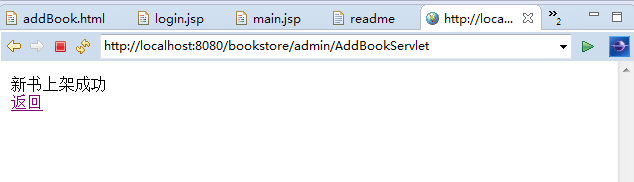 addBook.html login.jsp main.jsp readme http://loca... »2
http://localhost:8080/bookstore/admin/AddBookServlet
新书上架成功
返回